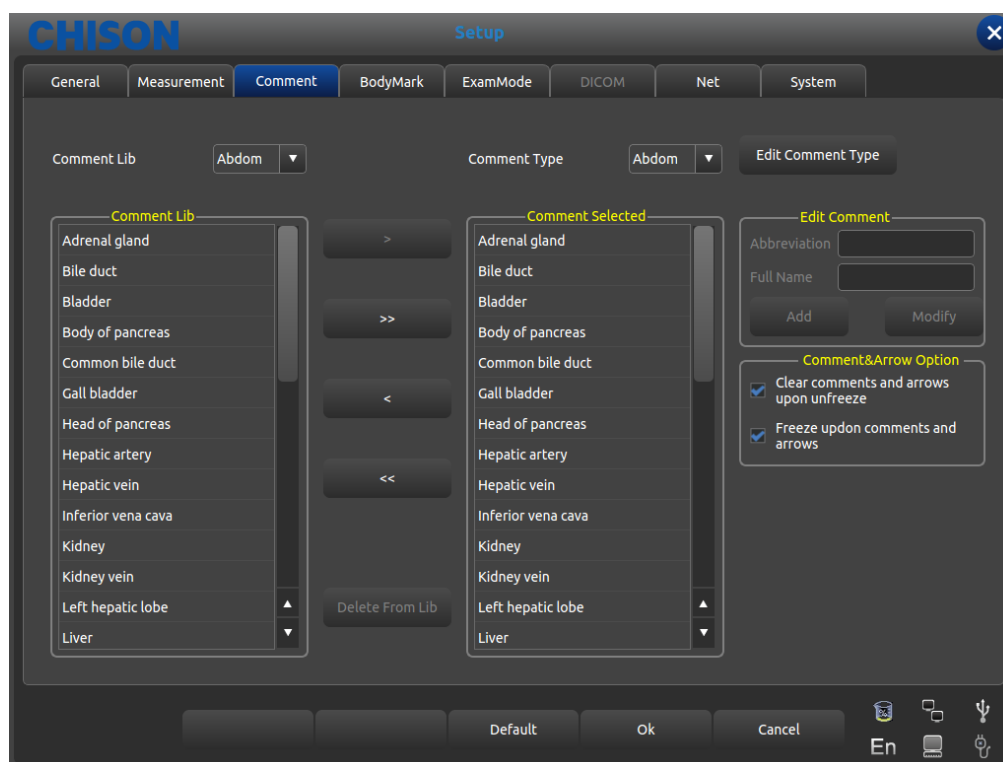 CHISON
Setup
General
Measurement
Comment
BodyMark
ExamMode
DICOM
Net
System
Comment Lib
Abdom
Comment Type
Abdom
Edit Comment Type
Comment Lib
Adrenal gland
Bile duct
Bladder
Body of pancreas
Common bile duct
Gall bladder
Head of pancreas
Hepatic artery
Hepatic vein
Inferior vena cava
Kidney
Kidney vein
Left hepatic lobe
Liver
>
>>
<
<<
Delete From Lib
Comment Selected
Adrenal gland
Bile duct
Bladder
Body of pancreas
Common bile duct
Gall bladder
Head of pancreas
Hepatic artery
Hepatic vein
Inferior vena cava
Kidney
Kidney vein
Left hepatic lobe
Liver
Edit Comment
Abbreviation
Full Name
Add
Modify
Comment&Arrow Option
Clear comments and arrows
upon unfreeze
Freeze updon comments and
arrows
Default
Ok
Cancel
En